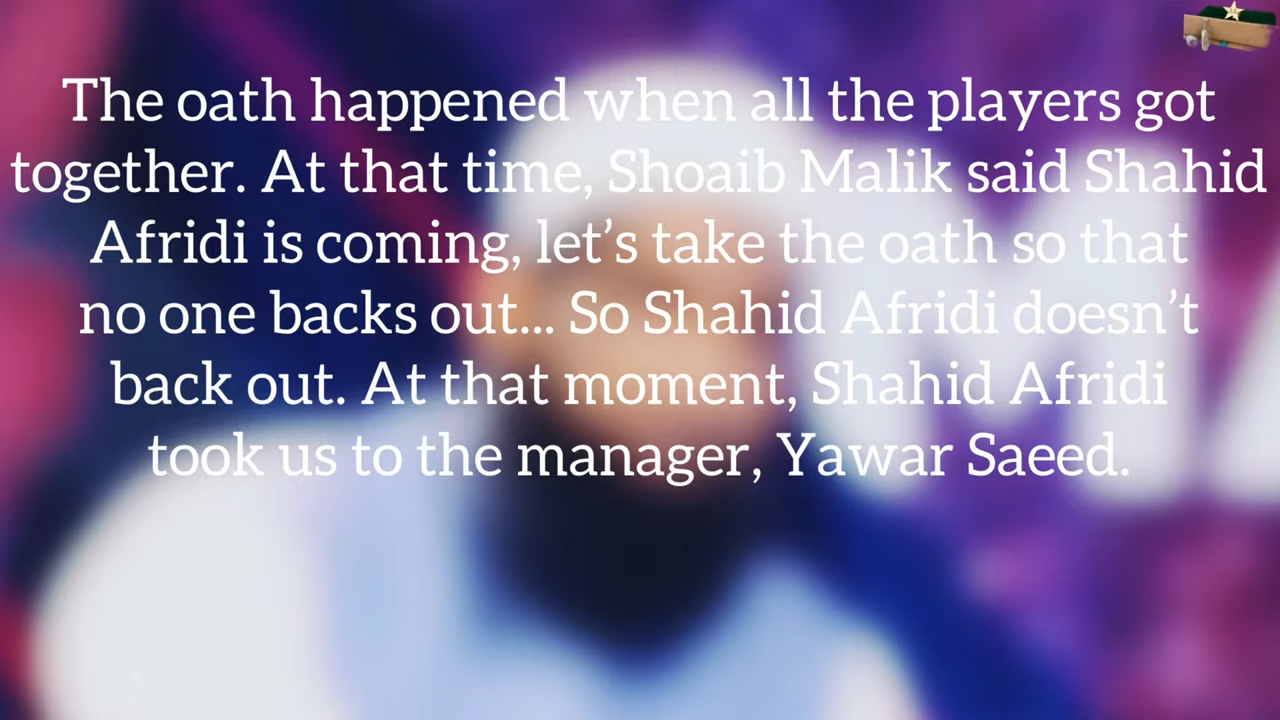 The oath happened when all the players got
together. At that time, Shoaib Malik said Shahid
Afridi is coming, let’s take the oath so that
no one backs out... So Shahid Afridi doesn’t
back out. At that moment, Shahid Afridi
took us to the manager, Yawar Saeed.